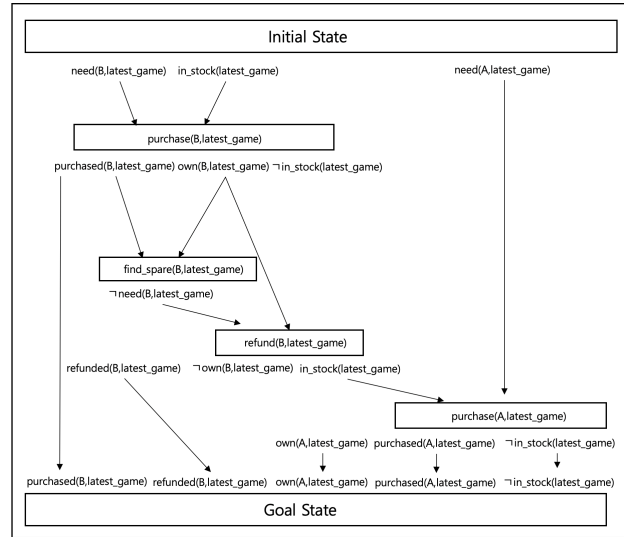 Initial State
need(B,latest_game) in_stock(latest_game) need(A,latest_game)
purchase(B,latest_game)
purchased(B,latest_game) own(B,latest_game) ¬in_stock(latest_game)
find_spare(B,latest_game)
¬need(B,latest_game)
refund(B,latest_game)
refunded(B,latest_game) ¬own(B,latest_game) in_stock(latest_game)
purchase(A,latest_game)
own(A,latest_game) purchased(A,latest_game) ¬in_stock(latest_game)
purchased(B,latest_game) refunded(B,latest_game) own(A,latest_game) purchased(A,latest_game) ¬in_stock(latest_game)
Goal State